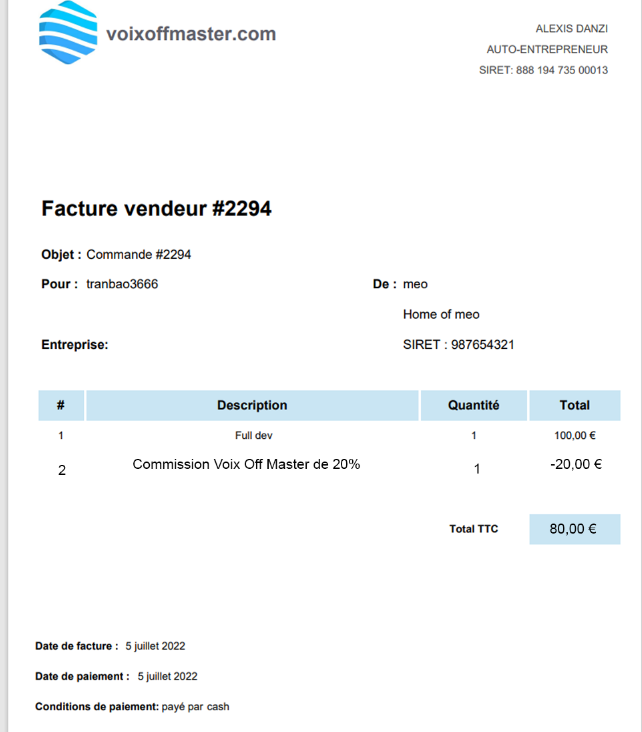 voixoffmaster.com
ALEXIS DANZI
AUTO-ENTREPRENEUR
SIRET: 888 194 735 00013
Facture vendeur #2294
Objet : Commande #2294
Pour : tranbao3666 De : meo
Home of meo
Entreprise: SIRET : 987654321
# Description Quantité Total
1 Full dev 1 100,00 €
2 Commission Voix Off Master de 20% 1 -20,00 €
Total TTC 80,00 €
Date de facture : 5 juillet 2022
Date de paiement : 5 juillet 2022
Conditions de paiement: payé par cash